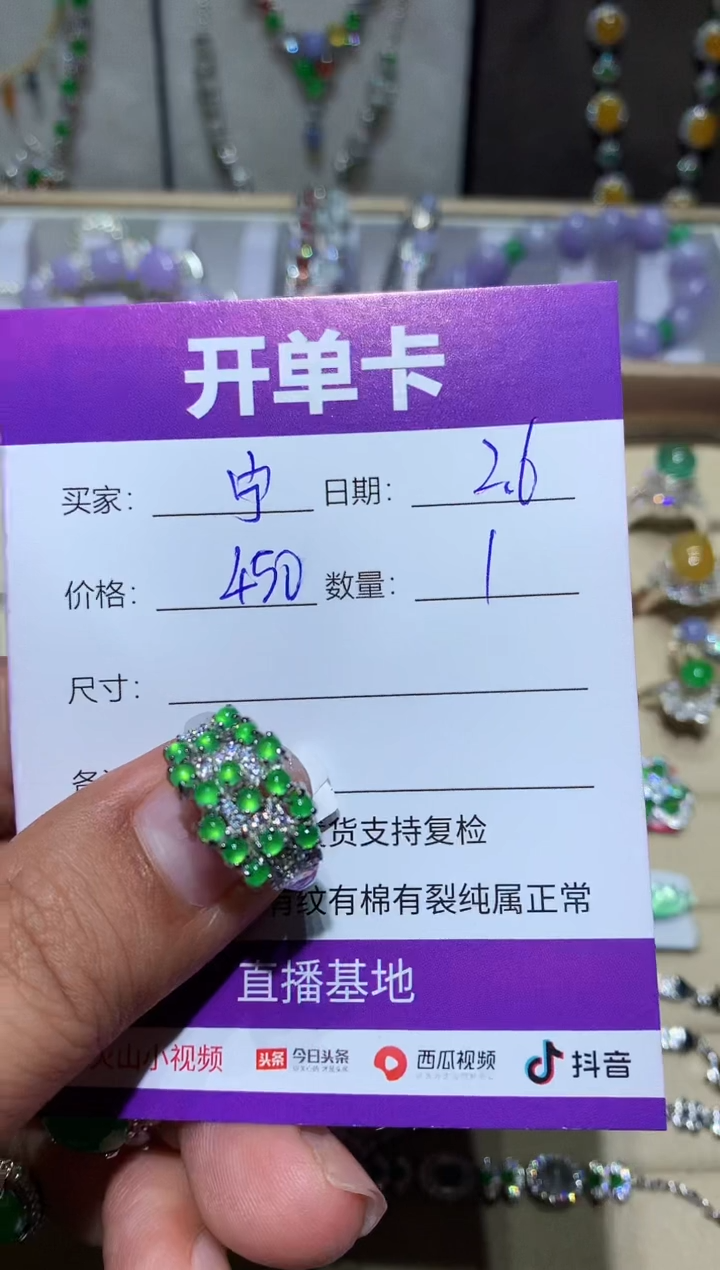 开单卡
买家： 日期： 2.6
价格： 450 数量： 1
尺寸：
货支持复检
有纹有棉有裂纯属正常
直播基地
火山小视频 头条 今日头条 西瓜视频 抖音